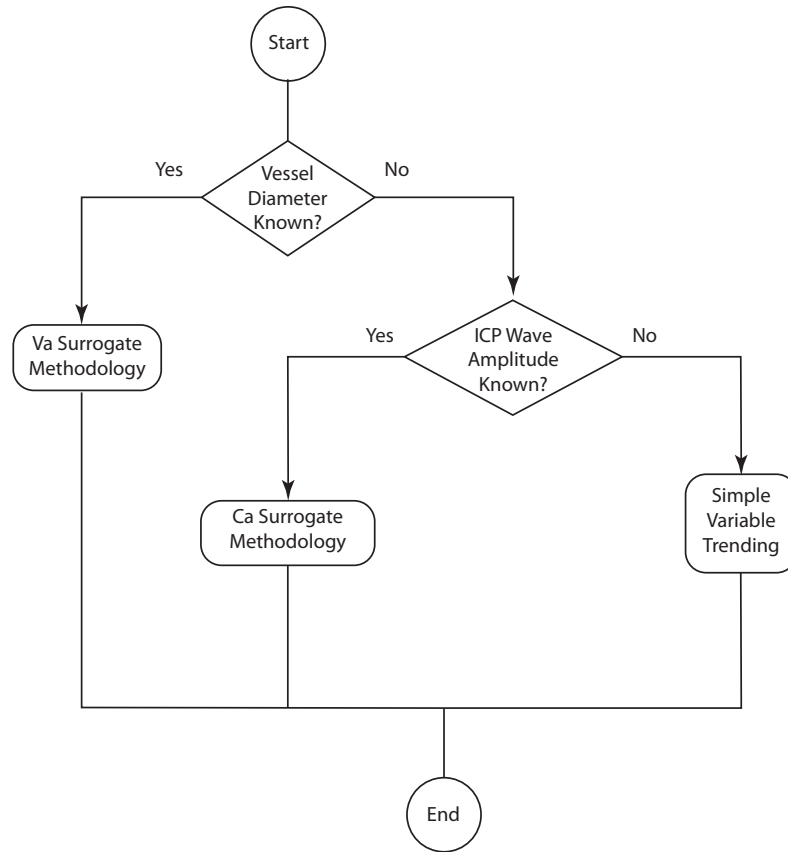 Start
Yes
No
Vessel
Diameter
Known?
Va Surrogate
Methodology
Yes
No
ICP Wave
Amplitude
Known?
Ca Surrogate
Methodology
Simple
Variable
Trending
End